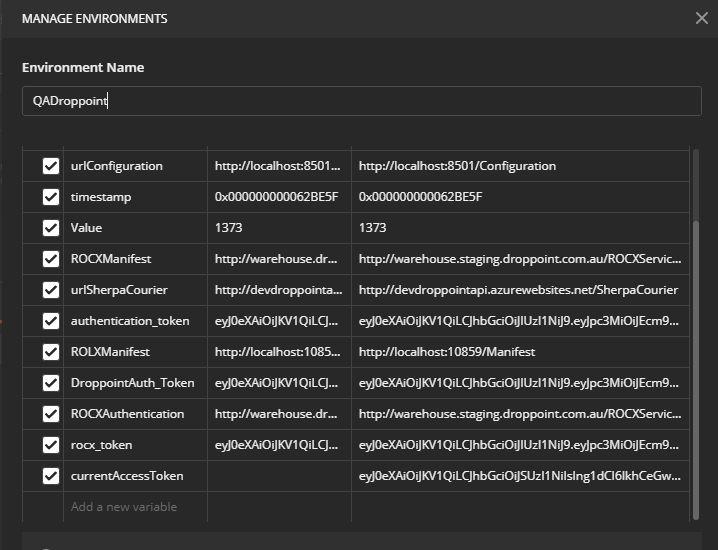 MANAGE ENVIRONMENTS
Environment Name
QADroppoint
urlConfiguration http://localhost:8501... http://localhost:8501/Configuration
timestamp 0x000000000062BE5F 0x000000000062BE5F
Value 1373 1373
ROCXManifest http://warehouse.dr... http://warehouse.staging.droppoint.com.au/ROCXServic...
urlSherpaCourier http://devdroppointa... http://devdroppointapi.azurewebsites.net/SherpaCourier
authentication_token eyJ0eXAiOiJKV1QiLCJ... eyJ0eXAiOiJKV1QiLCJhbGciOiJIUzI1NiJ9.eyJpc3MiOiJEcm9...
ROLXManifest http://localhost:1085... http://localhost:10859/Manifest
DroppointAuth_Token eyJ0eXAiOiJKV1QiLCJ... eyJ0eXAiOiJKV1QiLCJhbGciOiJIUzI1NiJ9.eyJpc3MiOiJEcm9...
ROCXAuthentication http://warehouse.dr... http://warehouse.staging.droppoint.com.au/ROCXServic...
rocx_token eyJ0eXAiOiJKV1QiLCJ... eyJ0eXAiOiJKV1QiLCJhbGciOiJIUzI1NiJ9.eyJpc3MiOiJEcm9...
currentAccessToken eyJ0eXAiOiJKV1QiLCJhbGciOiJSUzI1NiIsIng1dCI6IkhCeGw...
Add a new variable